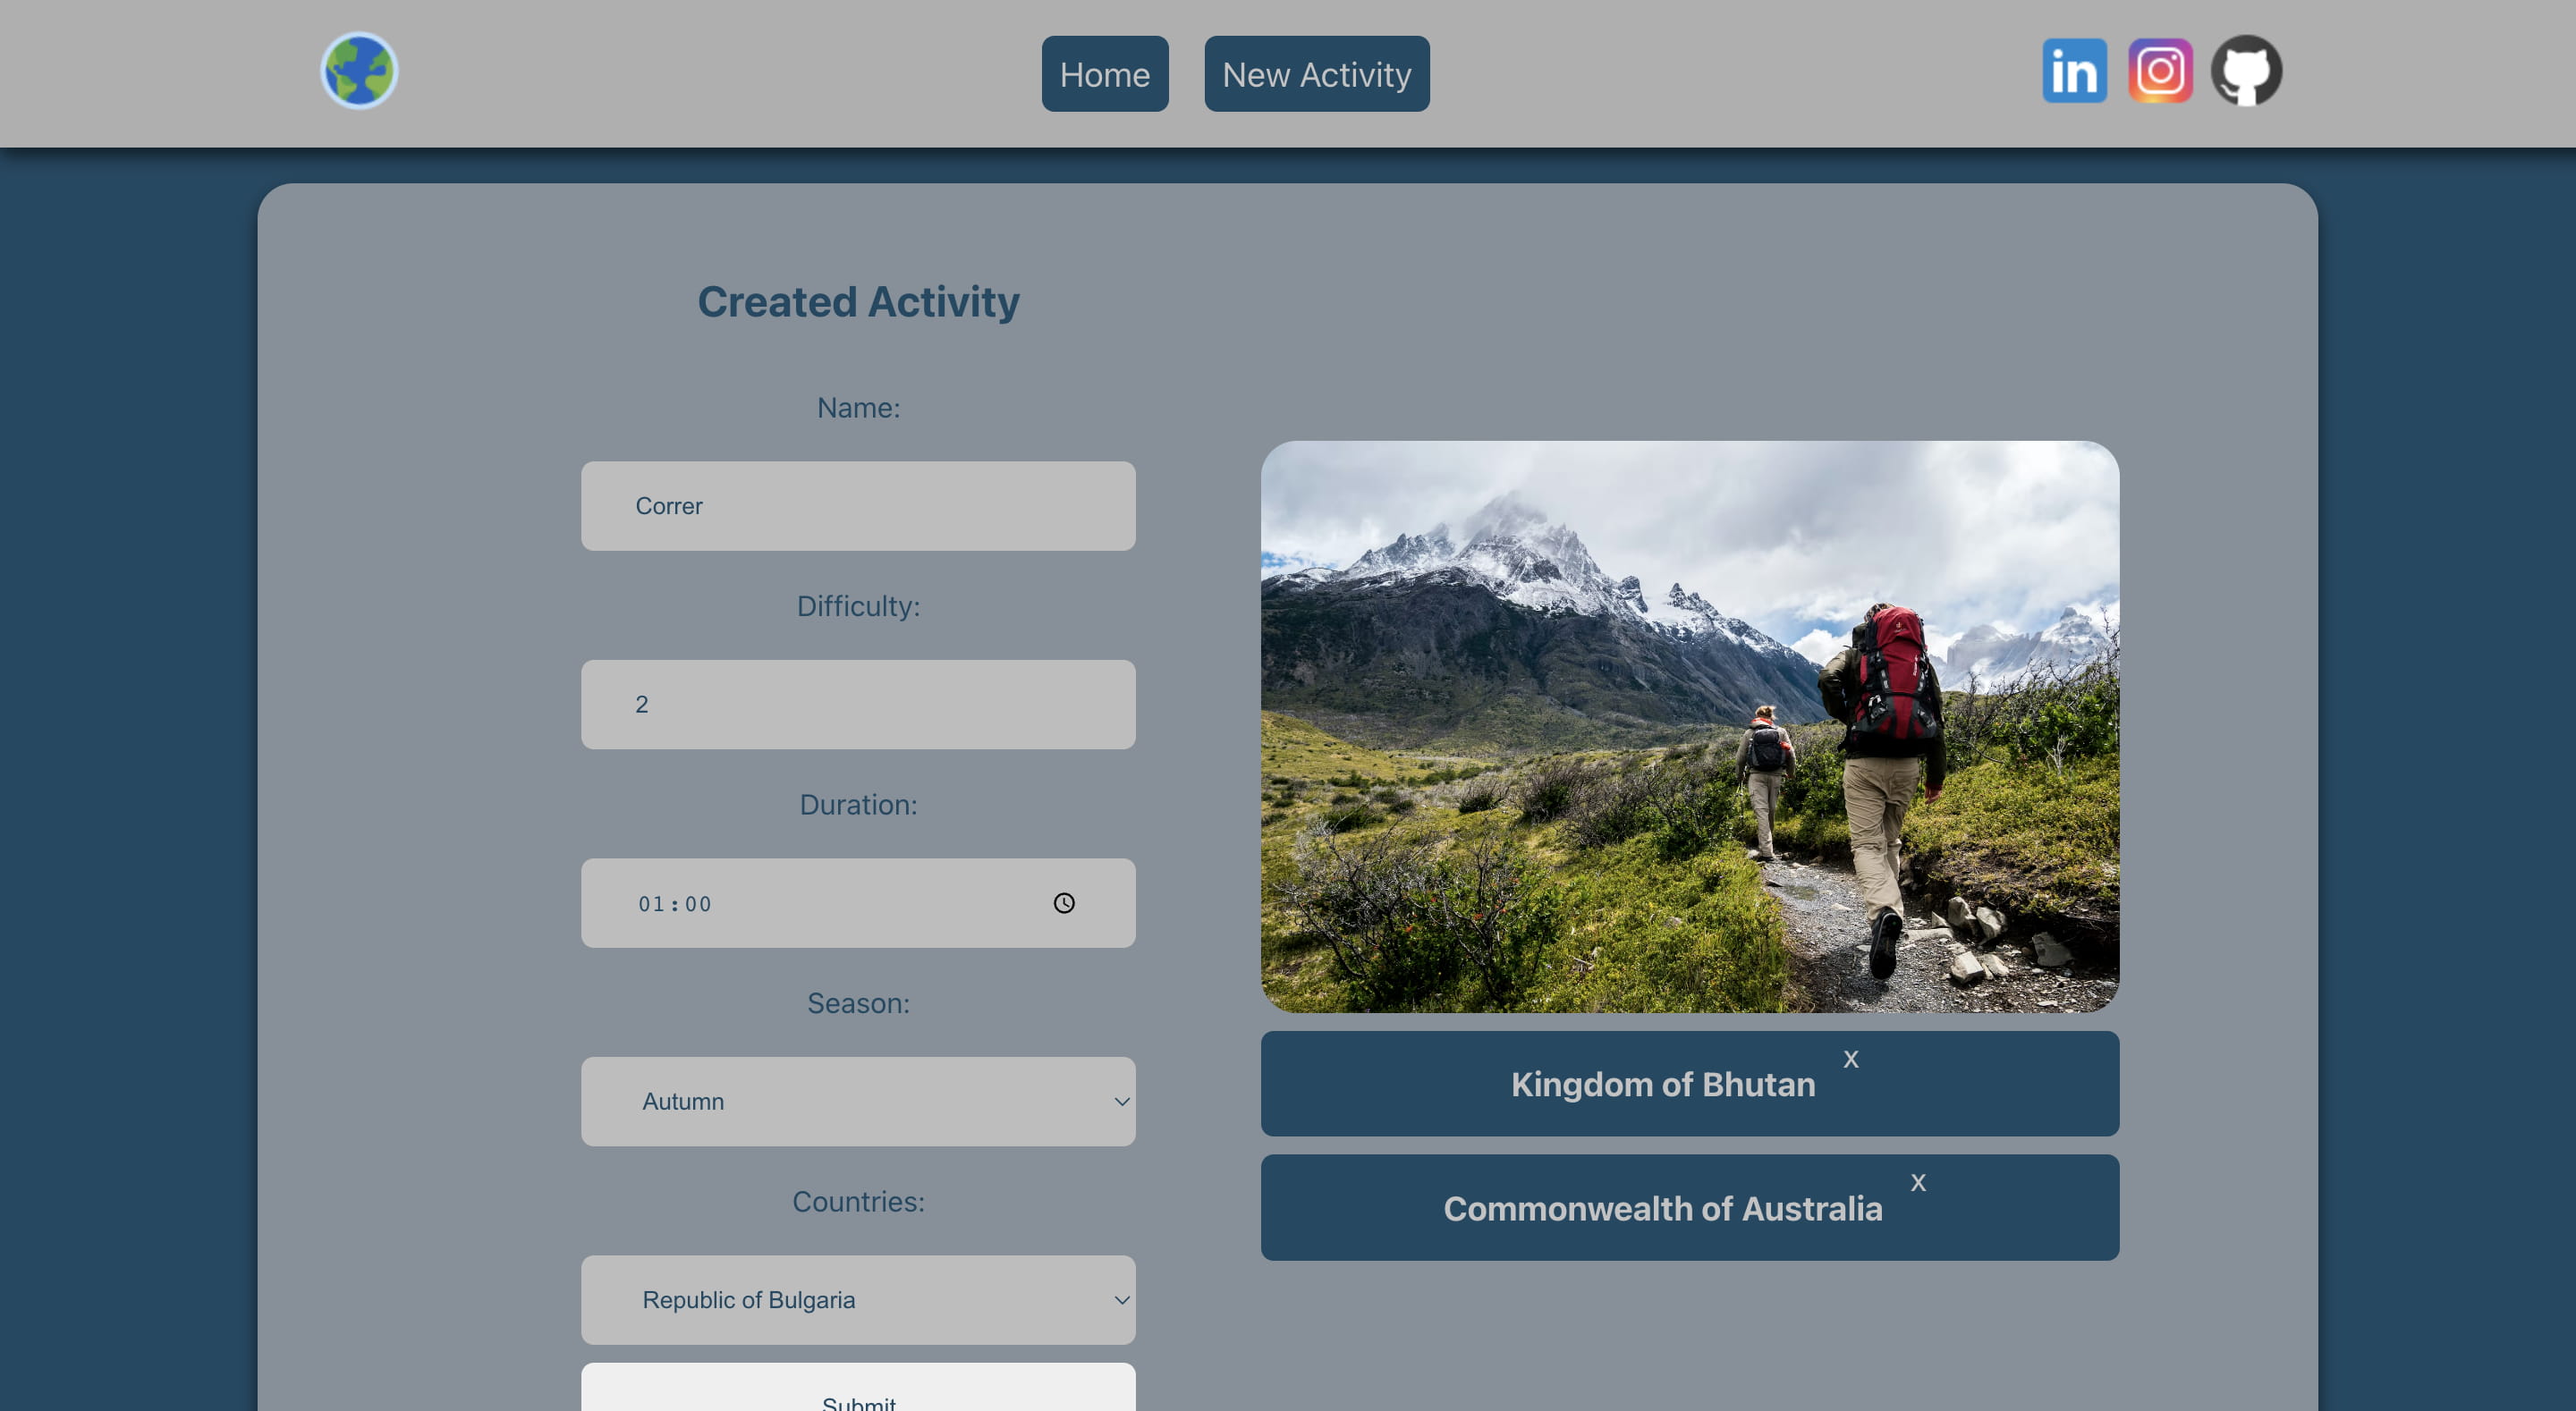 Home
New Activity
in
Created Activity
Name:
Correr
Difficulty:
2
Duration:
01:00
Season:
Autumn
Countries:
Republic of Bulgaria
Submit
Kingdom of Bhutan
x
Commonwealth of Australia
x